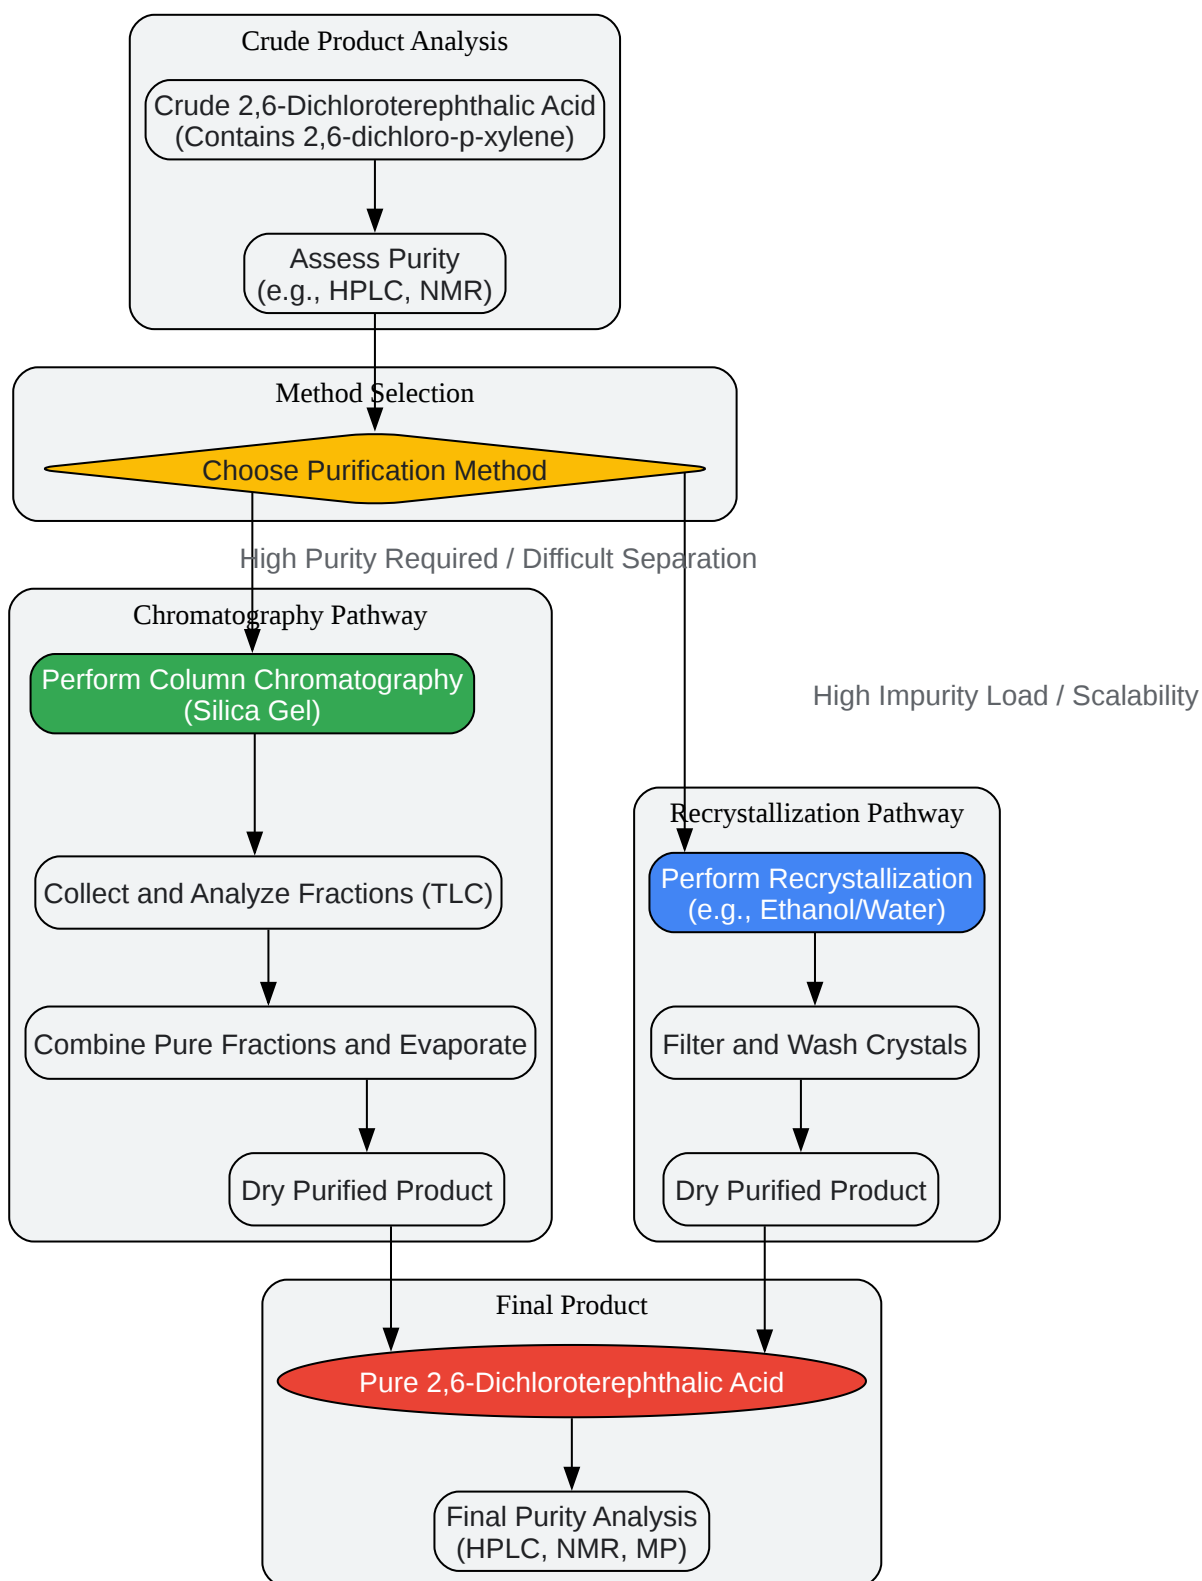 Crude Product Analysis
Crude 2,6-Dichloroterephthalic Acid
(Contains 2,6-dichloro-p-xylene)
Assess Purity
(e.g., HPLC, NMR)
Method Selection
Choose Purification Method
High Purity Required / Difficult Separation
Chromatography Pathway
Perform Column Chromatography
(Silica Gel)
High Impurity Load / Scalability
Recrystallization Pathway
Collect and Analyze Fractions (TLC)
Perform Recrystallization
(e.g., Ethanol/Water)
Combine Pure Fractions and Evaporate
Filter and Wash Crystals
Dry Purified Product
Dry Purified Product
Final Product
Pure 2,6-Dichloroterephthalic Acid
Final Purity Analysis
(HPLC, NMR, MP)